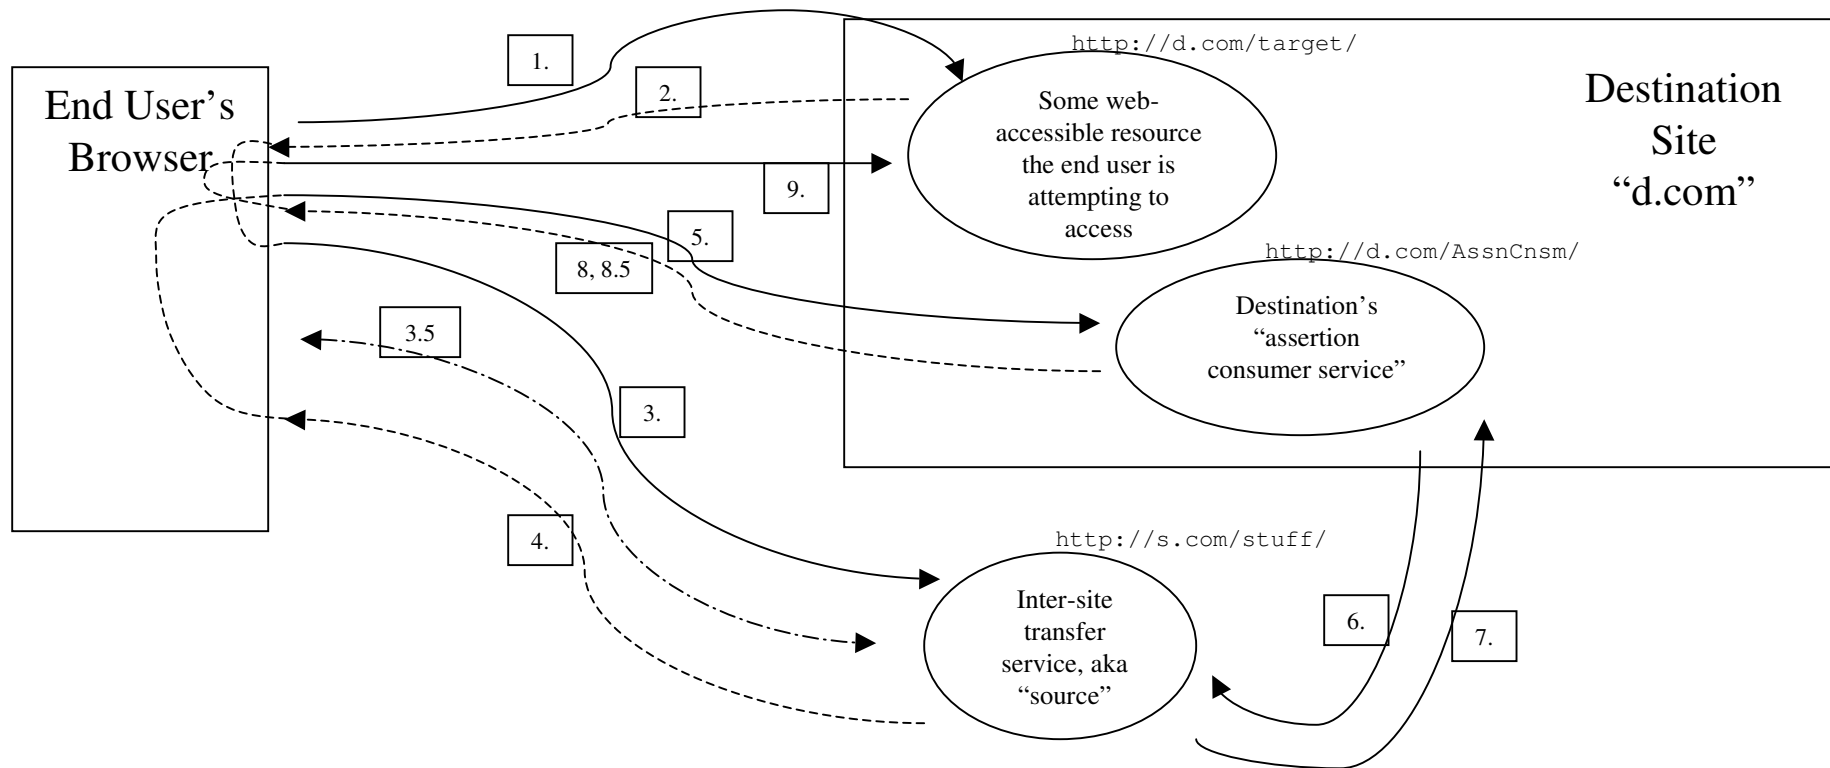 End User’s
Browser
1.
2.
9.
5.
8, 8.5
3.5
3.
4.
http://d.com/target/
Some web-
accessible resource
the end user is
attempting to
access
Destination
Site
“d.com”
http://d.com/AssnCnsm/
Destination’s
“assertion
consumer service”
http://s.com/stuff/
Inter-site
transfer
service, aka
“source”
6.
7.